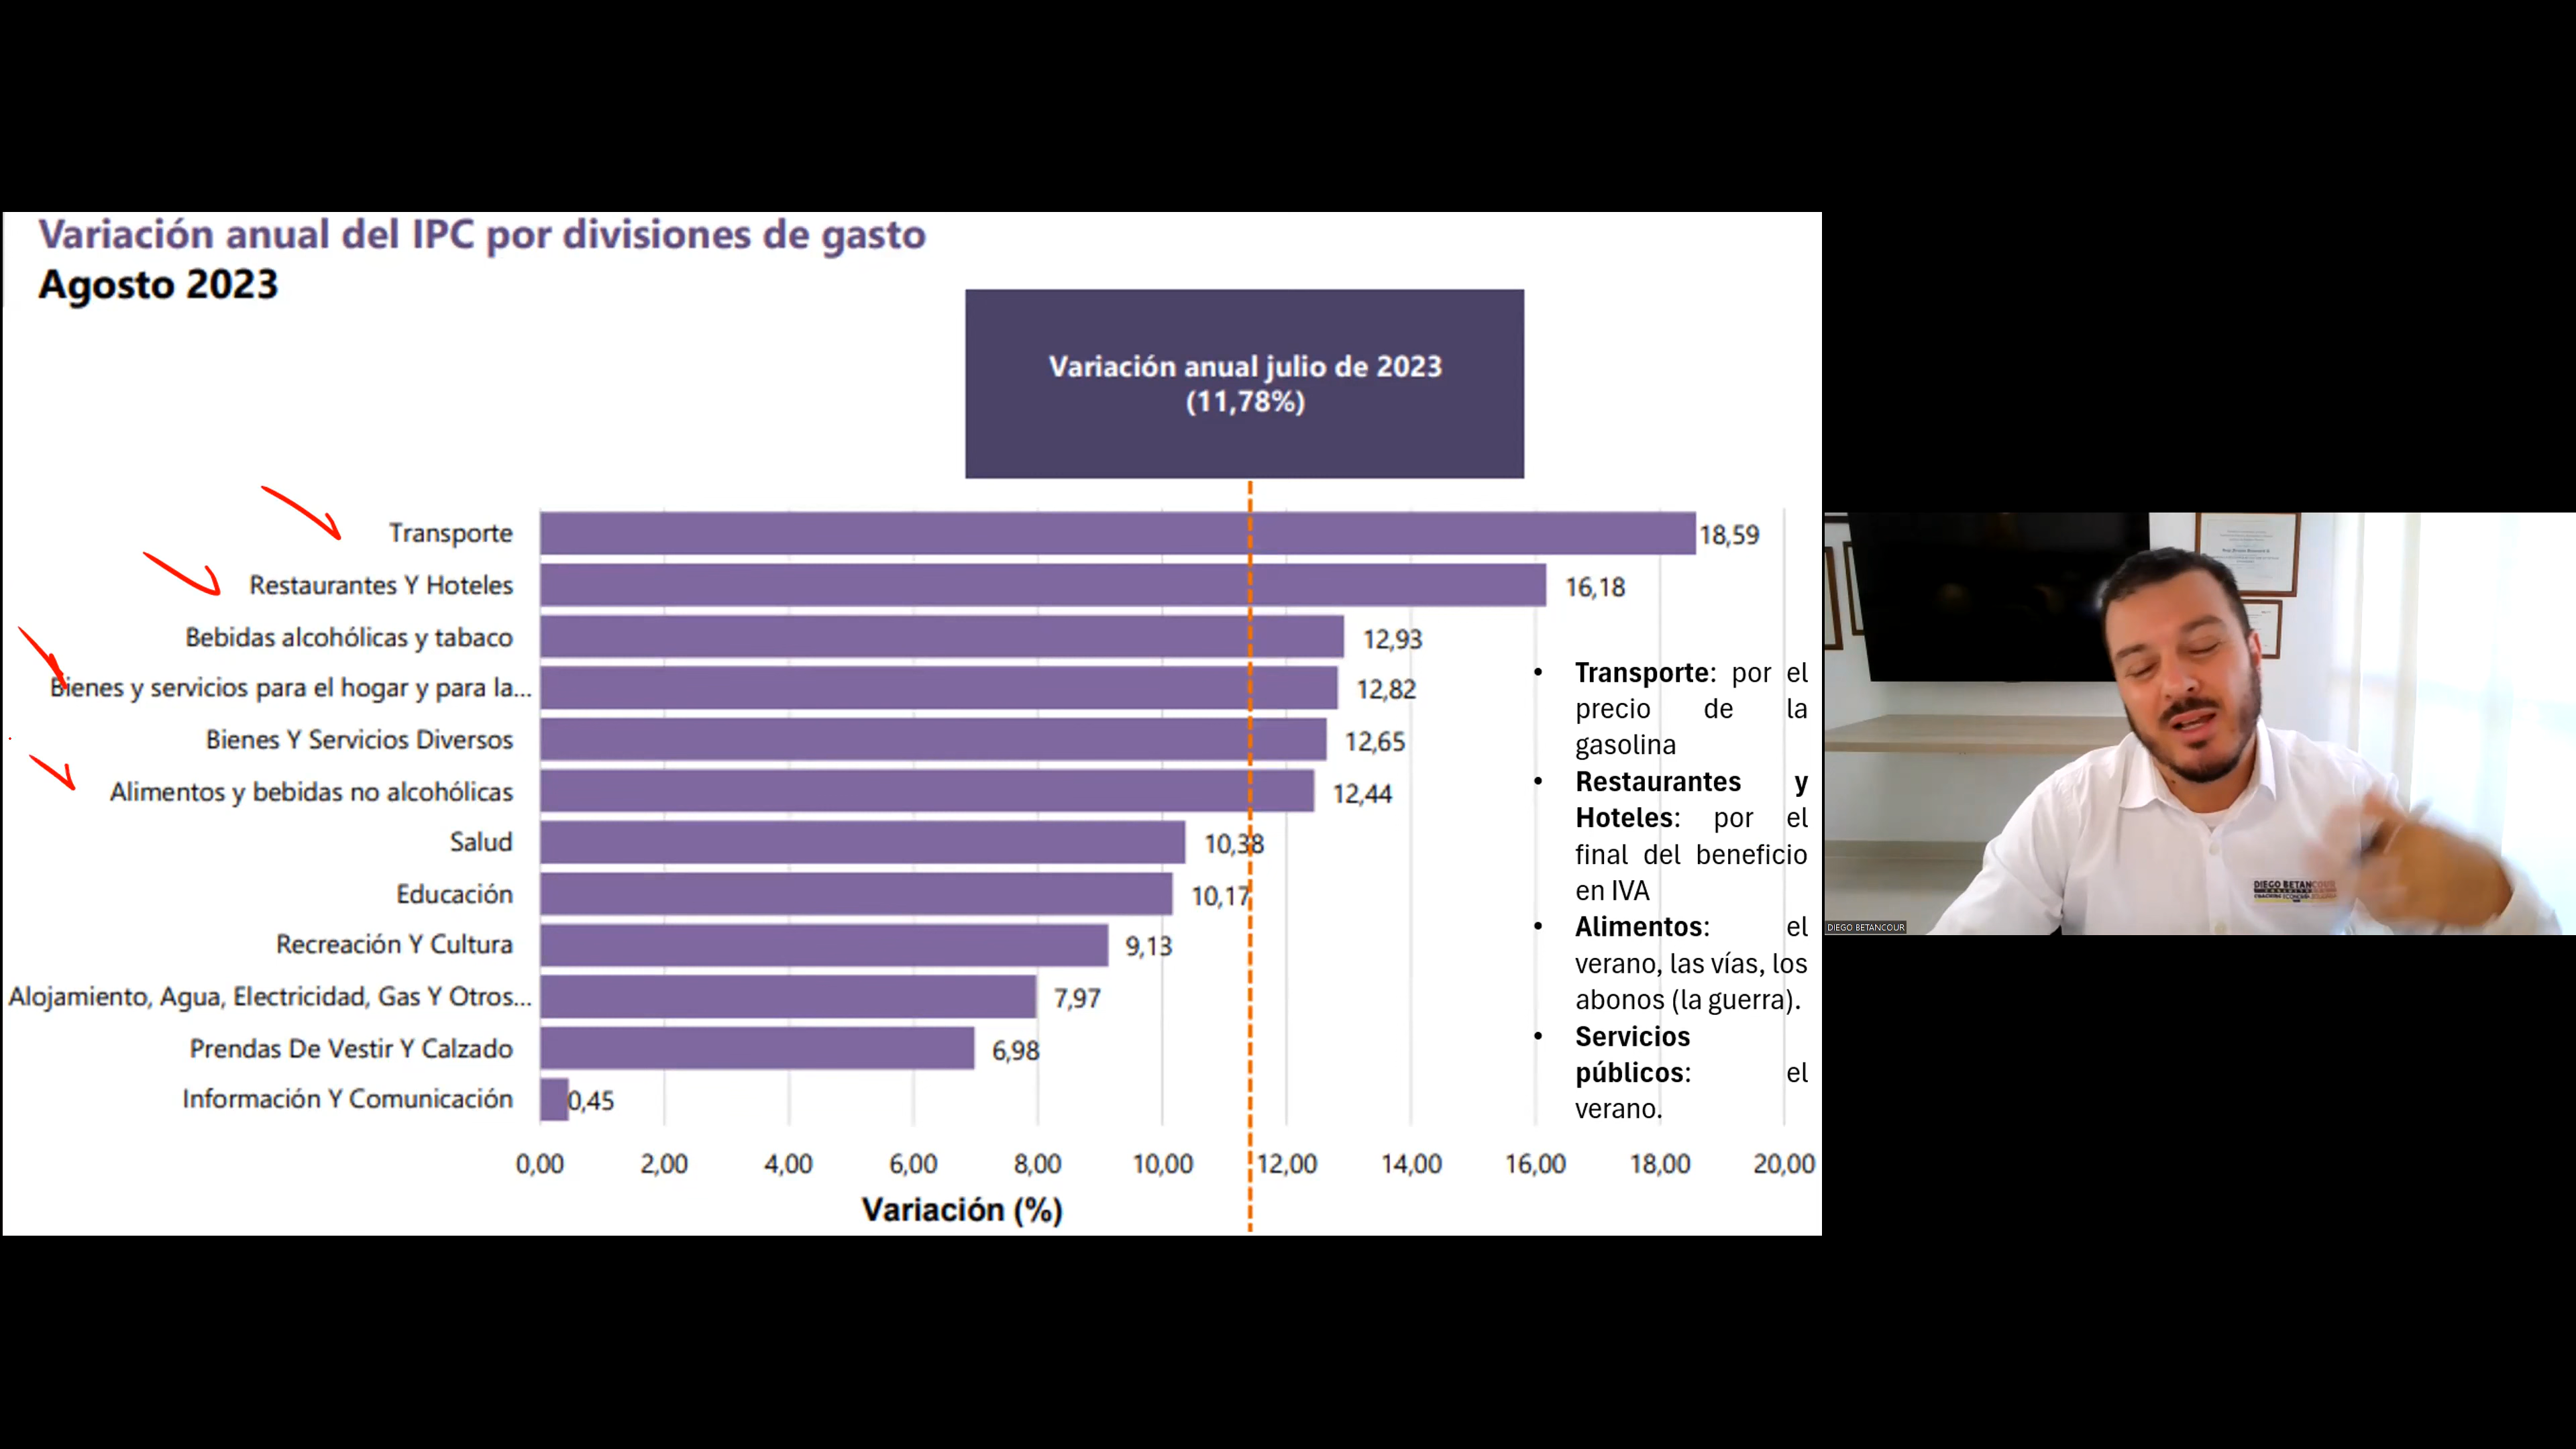 Variación anual del IPC por divisiones de gasto
Agosto 2023
Variación anual julio de 2023
(11,78%)
Transporte 18,59
Restaurantes Y Hoteles 16,18
Bebidas alcohólicas y tabaco 12,93
Bienes y servicios para el hogar y para la... 12,82
Bienes Y Servicios Diversos 12,65
Alimentos y bebidas no alcohólicas 12,44
Salud 10,38
Educación 10,17
Recreación Y Cultura 9,13
Alojamiento, Agua, Electricidad, Gas Y Otros... 7,97
Prendas De Vestir Y Calzado 6,98
Información Y Comunicación 0,45
0,00 2,00 4,00 6,00 8,00 10,00 12,00 14,00 16,00 18,00 20,00
Variación (%)
• Transporte: por el
precio de la
gasolina
• Restaurantes y
Hoteles: por el
final del beneficio
en IVA
• Alimentos: el
verano, las vías, los
abonos (la guerra).
• Servicios
públicos: el
verano.
DIEGO BETANCOUR
DIEGO BETANCOUR